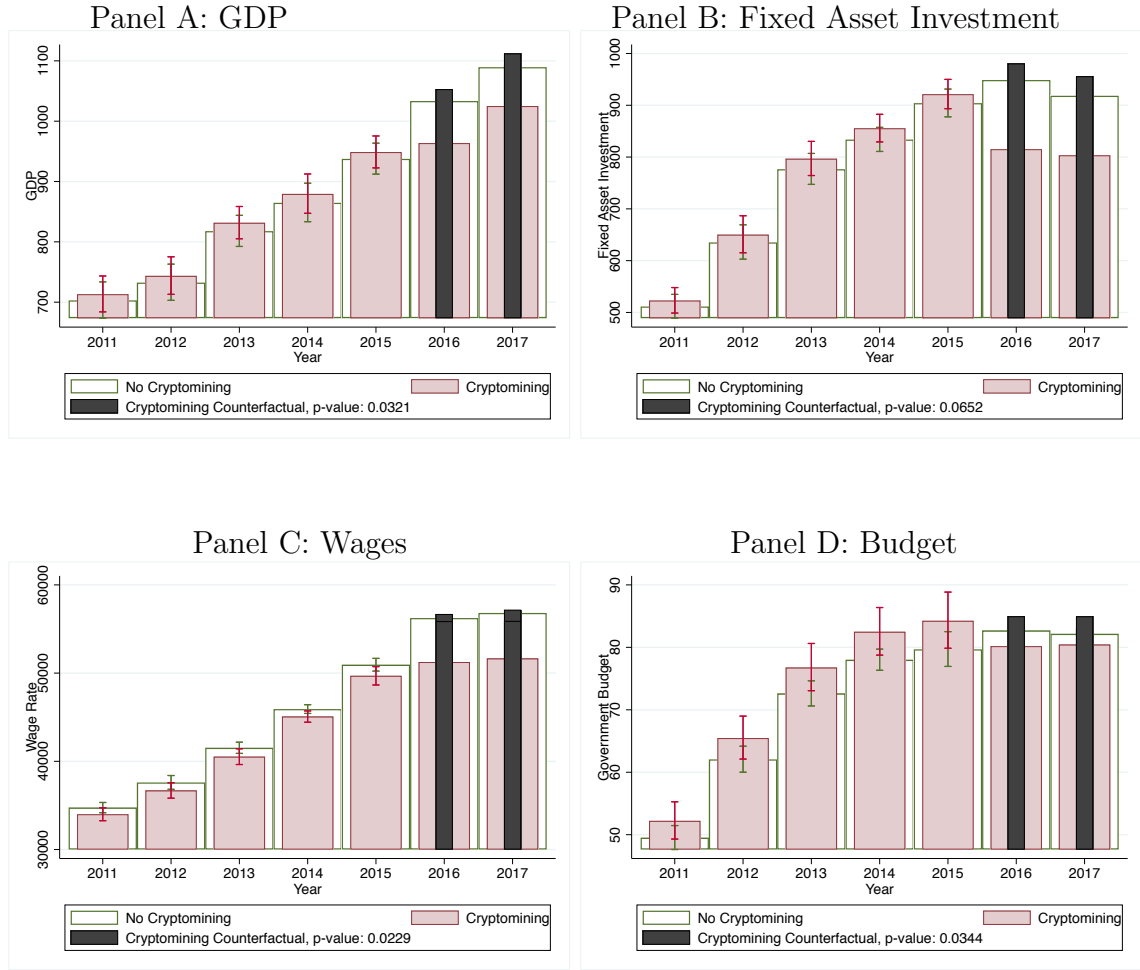 Panel A: GDP
GDP
1100
1000
900
800
700
2011 2012 2013 2014 2015 2016 2017
Year
No Cryptomining Cryptomining
Cryptomining Counterfactual, p-value: 0.0321
Panel B: Fixed Asset Investment
Fixed Asset Investment
1000
900
800
700
600
500
2011 2012 2013 2014 2015 2016 2017
Year
No Cryptomining Cryptomining
Cryptomining Counterfactual, p-value: 0.0652
Panel C: Wages
Wage Rate
60000
50000
40000
30000
2011 2012 2013 2014 2015 2016 2017
Year
No Cryptomining Cryptomining
Cryptomining Counterfactual, p-value: 0.0229
Panel D: Budget
Government Budget
90
80
70
60
50
2011 2012 2013 2014 2015 2016 2017
Year
No Cryptomining Cryptomining
Cryptomining Counterfactual, p-value: 0.0344